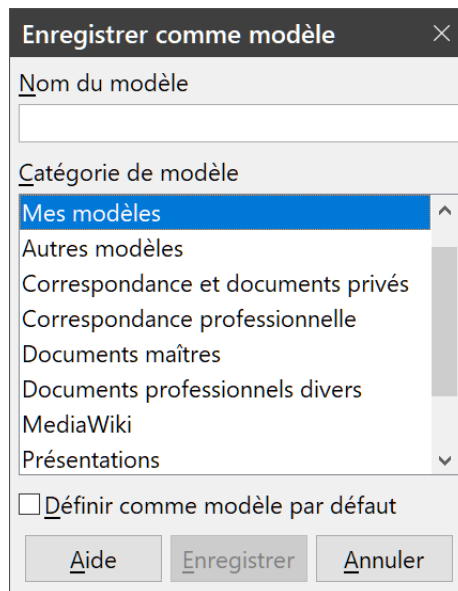 Enregistrer comme modèle
Nom du modèle
Catégorie de modèle
Mes modèles
Autres modèles
Correspondance et documents privés
Correspondance professionnelle
Documents maîtres
Documents professionnels divers
MediaWiki
Présentations
Définir comme modèle par défaut
Aide Enregistrer Annuler